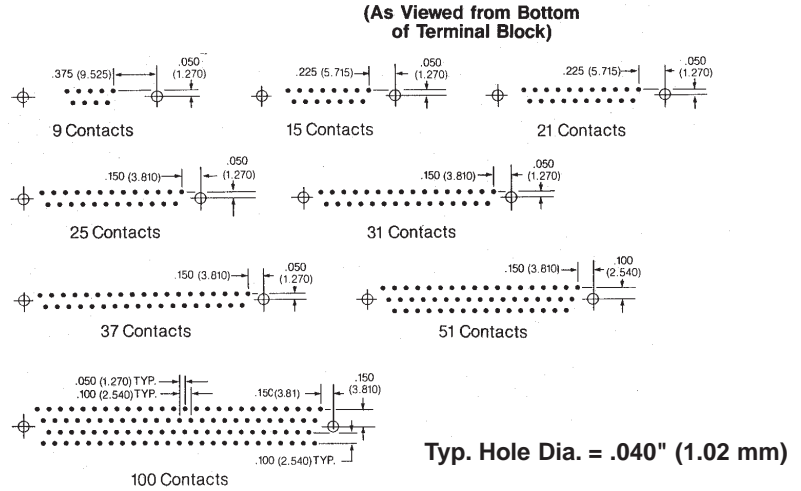 (As Viewed from Bottom
of Terminal Block)
.375 (9.525)
.050
(1.270)
9 Contacts
.225 (5.715)
.050
(1.270)
15 Contacts
.225 (5.715)
.050
(1.270)
21 Contacts
.150 (3.810)
.050
(1.270)
25 Contacts
.150 (3.810)
.050
(1.270)
31 Contacts
.150 (3.810)
.050
(1.270)
37 Contacts
.150 (3.810)
.100
(2.540)
51 Contacts
.050 (1.270) TYP.
.100 (2.540) TYP.
.150(3.81)
.150
(3.810)
.100 (2.540) TYP.
100 Contacts
Typ. Hole Dia. = .040" (1.02 mm)